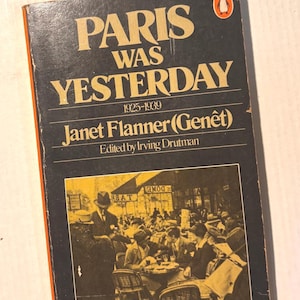 PARIS
WAS
YESTERDAY
1925-1939
Janet Flanner (Genêt)
Edited by Irving Drutman